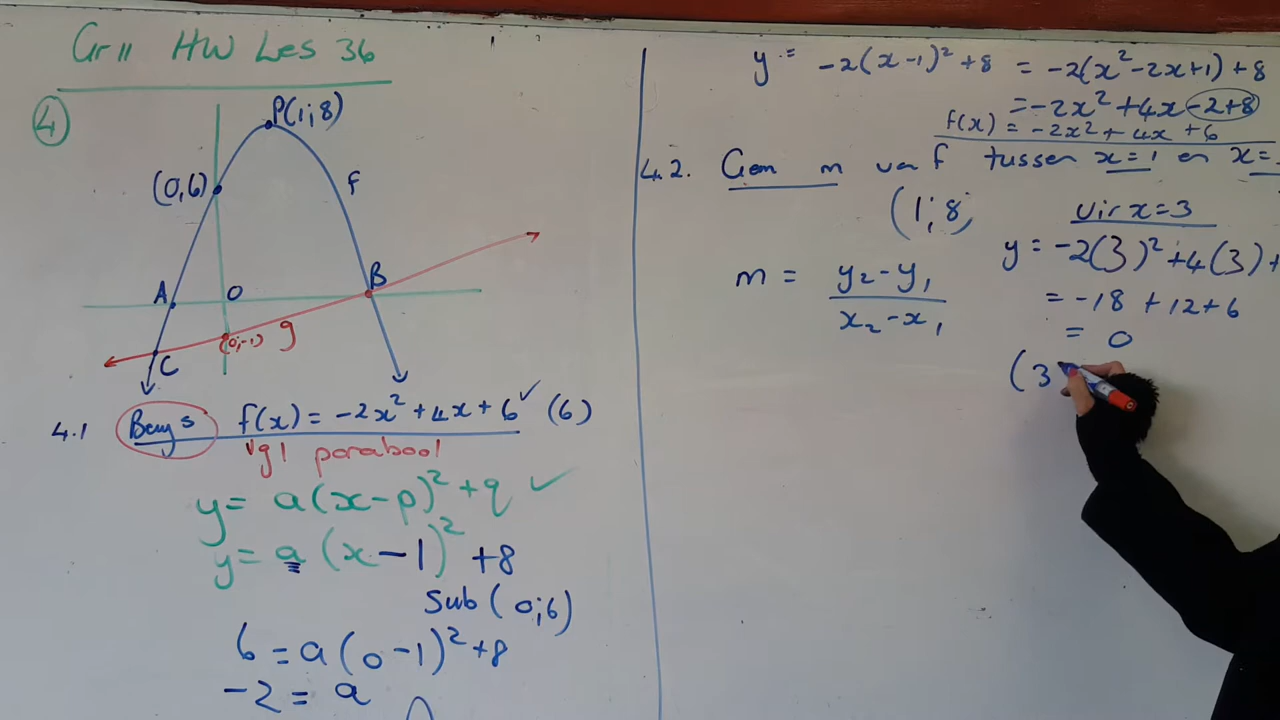 Gr 11 HW Les 36
4
P(1;8)
(0,6)
f
A
O
B
(0;-1)
g
C
4.1 Bewys f(x) = -2x² + 4x + 6 ✓ (6)
vgl parabool
y = a(x-p)² + q ✓
y = a(x-1)² + 8
Sub (0;6)
6 = a(0-1)² + 8
-2 = a
y = -2(x-1)² + 8 = -2(x²-2x+1) + 8
= -2x² + 4x -2+8
f(x) = -2x² + 4x + 6
4.2. Gem m van f tussen x=1 en x=
(1;8) vir x=3
y = -2(3)² + 4(3) +
m = y₂-y₁ / x₂-x₁
= -18 + 12 + 6
= 0
(3